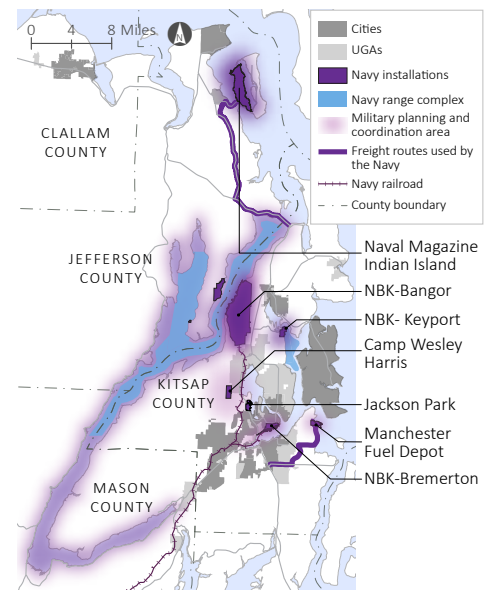 0 4 8 Miles
N
Cities
UGAs
Navy installations
Navy range complex
Military planning and
coordination area
Freight routes used by
the Navy
Navy railroad
County boundary
CLALLAM
COUNTY
JEFFERSON
COUNTY
KITSAP
COUNTY
MASON
COUNTY
Naval Magazine
Indian Island
NBK-Bangor
NBK- Keyport
Camp Wesley
Harris
Jackson Park
Manchester
Fuel Depot
NBK-Bremerton